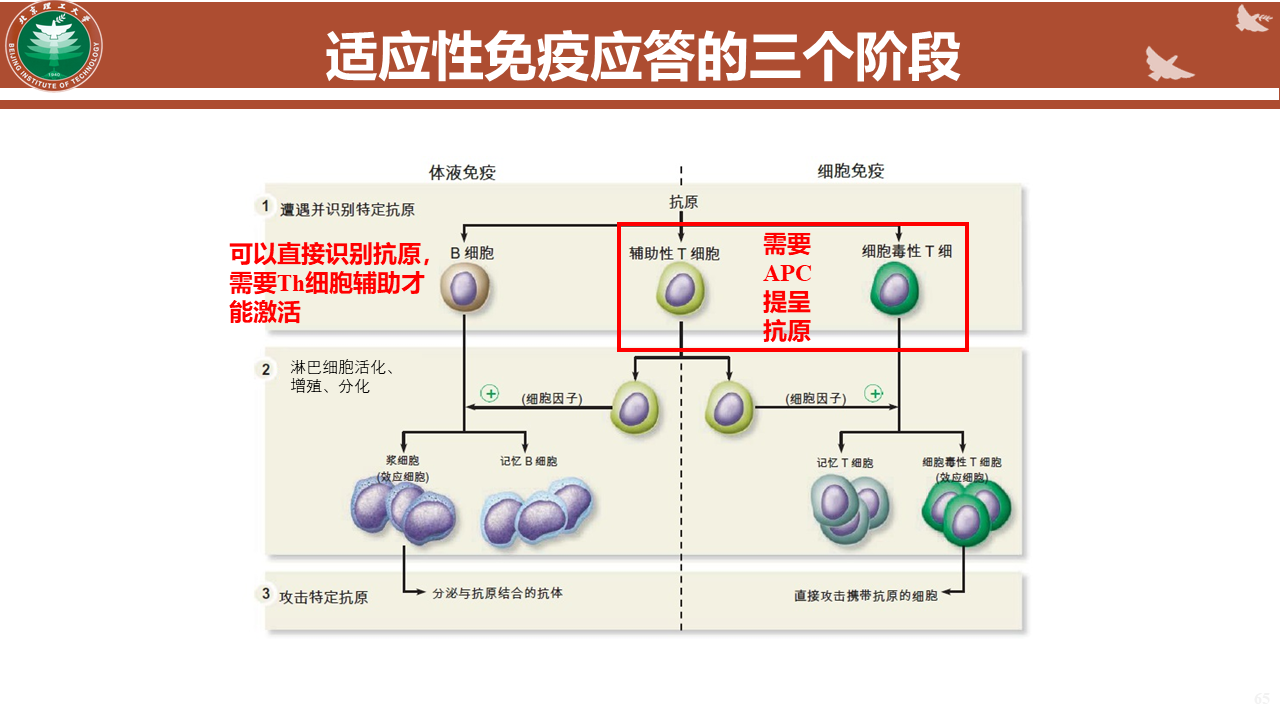 北京理工大学
1940
BEIJING INSTITUTE OF TECHNOLOGY
适应性免疫应答的三个阶段
体液免疫
细胞免疫
1 遭遇并识别特定抗原
抗原
可以直接识别抗原，
需要Th细胞辅助才
能激活
B 细胞
辅助性 T 细胞
需要
APC
提呈
抗原
细胞毒性 T 细
2 淋巴细胞活化、
增殖、分化
+
(细胞因子)
(细胞因子)
+
浆细胞
(效应细胞)
记忆 B 细胞
记忆 T 细胞
细胞毒性 T 细胞
(效应细胞)
3 攻击特定抗原
分泌与抗原结合的抗体
直接攻击携带抗原的细胞
65